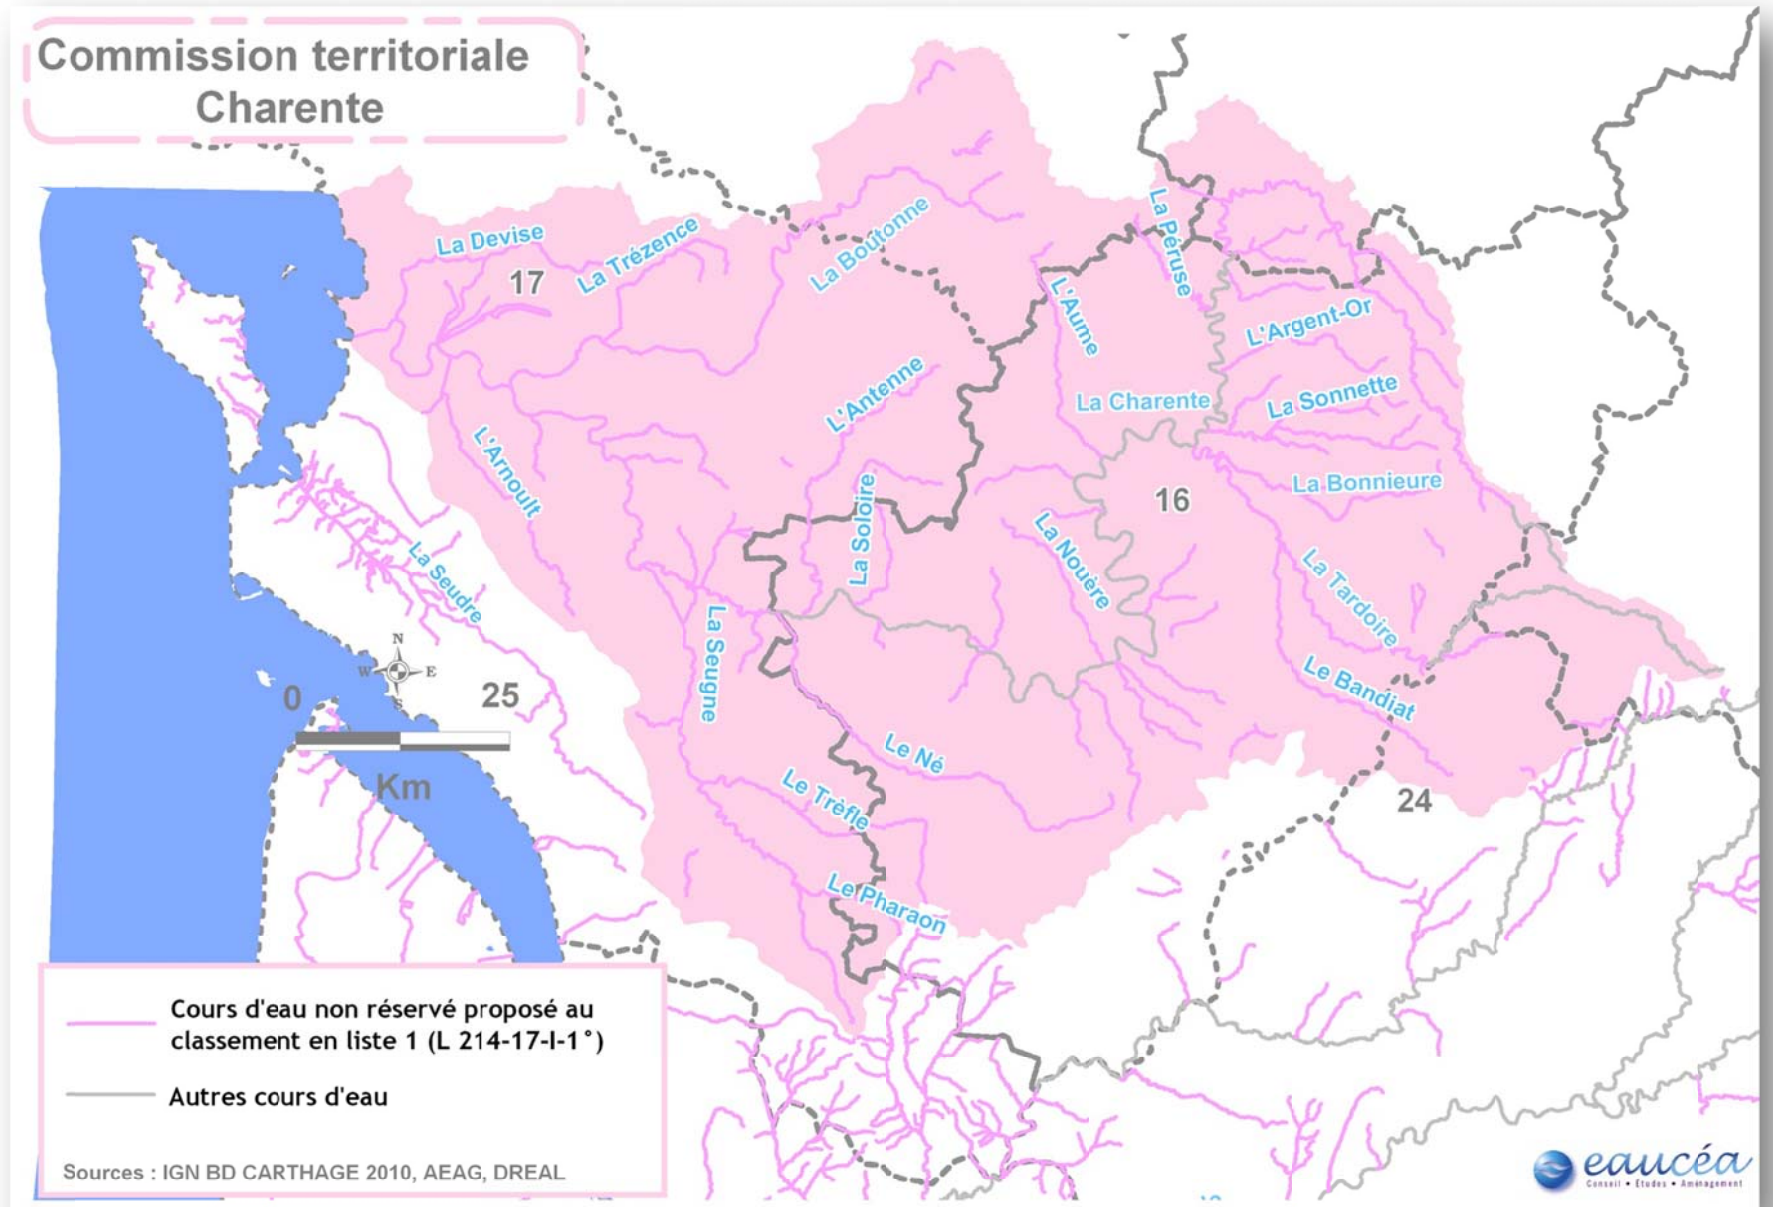 Commission territoriale
Charente
La Devise
La Trézence
17
La Boutonne
La Péruse
L'Aume
L'Argent-Or
L'Antenne
La Charente
La Sonnette
L'Arnoult
La Soloire
La Bonnieure
16
La Nouère
La Seudre
La Tardoire
La Seugne
Le Bandiat
N
W
E
S
0
25
Km
Le Né
Le Trèfle
24
Le Pharaon
Cours d'eau non réservé proposé au
classement en liste 1 (L 214-17-I-1°)
Autres cours d'eau
Sources : IGN BD CARTHAGE 2010, AEAG, DREAL
eaucéa
Conseil • Études • Aménagement